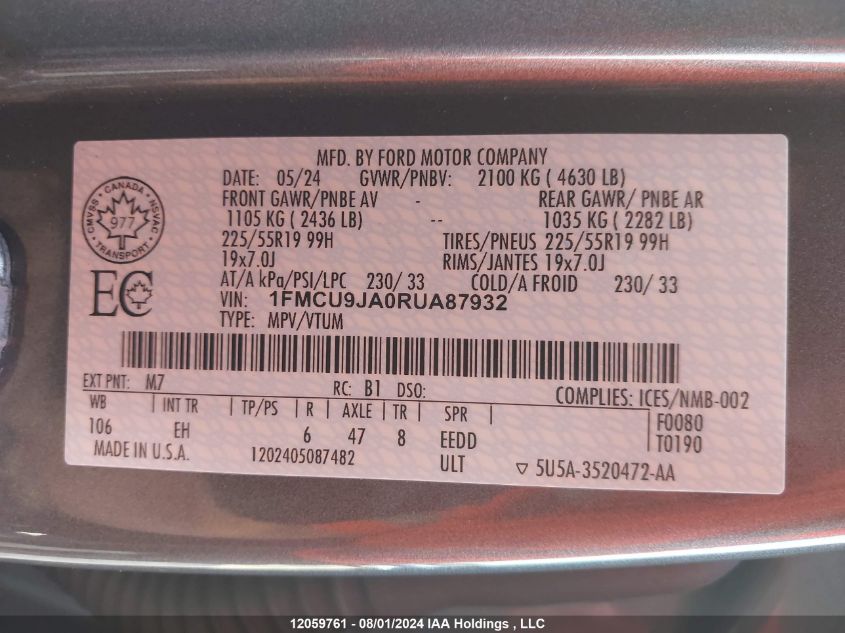 MFD. BY FORD MOTOR COMPANY
DATE: 05/24 GVWR/PNBV: 2100 KG ( 4630 LB)
FRONT GAWR/PNBE AV - REAR GAWR/ PNBE AR
1105 KG ( 2436 LB) -- 1035 KG ( 2282 LB)
225/55R19 99H TIRES/PNEUS 225/55R19 99H
19x7.0J RIMS/JANTES 19x7.0J
AT/A kPa/PSI/LPC 230/ 33 COLD/A FROID 230/ 33
VIN: 1FMCU9JA0RUA87932
TYPE: MPV/VTUM
CANADA
CMVSS NSVAC
977
TRANSPORT
EC
EXT PNT: M7 RC: B1 DSO: COMPLIES: ICES/NMB-002
WB INT TR TP/PS R AXLE TR SPR F0080
106 EH 6 47 8 EEDD T0190
MADE IN U.S.A. 1202405087482 ULT ▽ 5U5A-3520472-AA
12059761 - 08/01/2024 IAA Holdings , LLC